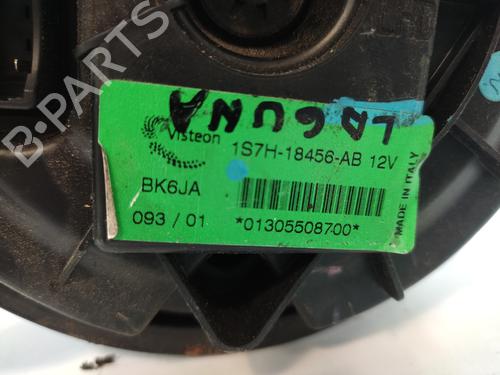 B-PARTS
LAGUNA
Visteon
1S7H-18456-AB 12V
BK6JA
093 / 01
*01305508700*
MADE IN ITALY